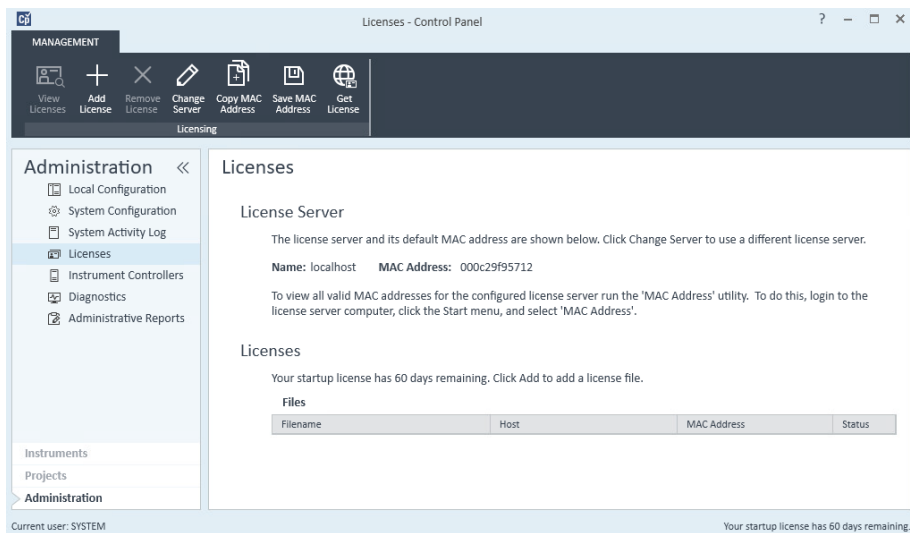 Cp
Licenses - Control Panel
?
MANAGEMENT
View Licenses
Add License
Remove License
Change Server
Copy MAC Address
Save MAC Address
Get License
Licensing
Administration
Local Configuration
System Configuration
System Activity Log
Licenses
Instrument Controllers
Diagnostics
Administrative Reports
Instruments
Projects
Administration
Licenses
License Server
The license server and its default MAC address are shown below. Click Change Server to use a different license server.
Name: localhost MAC Address: 000c29f95712
To view all valid MAC addresses for the configured license server run the 'MAC Address' utility. To do this, login to the
license server computer, click the Start menu, and select 'MAC Address'.
Licenses
Your startup license has 60 days remaining. Click Add to add a license file.
Files
Filename Host MAC Address Status
Current user: SYSTEM
Your startup license has 60 days remaining.